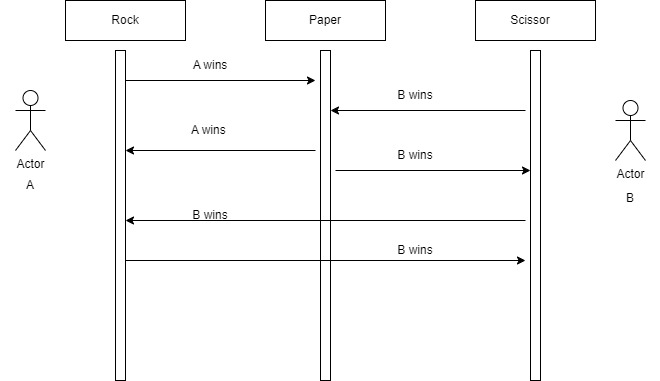 Rock
Paper
Scissor
A wins
B wins
A wins
B wins
Actor
A
Actor
B
B wins
B wins